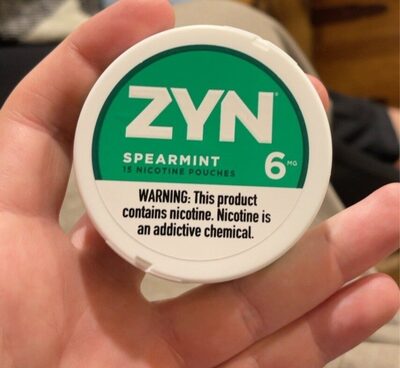 ZYN®
SPEARMINT
15 NICOTINE POUCHES
6 MG
WARNING: This product
contains nicotine. Nicotine is
an addictive chemical.